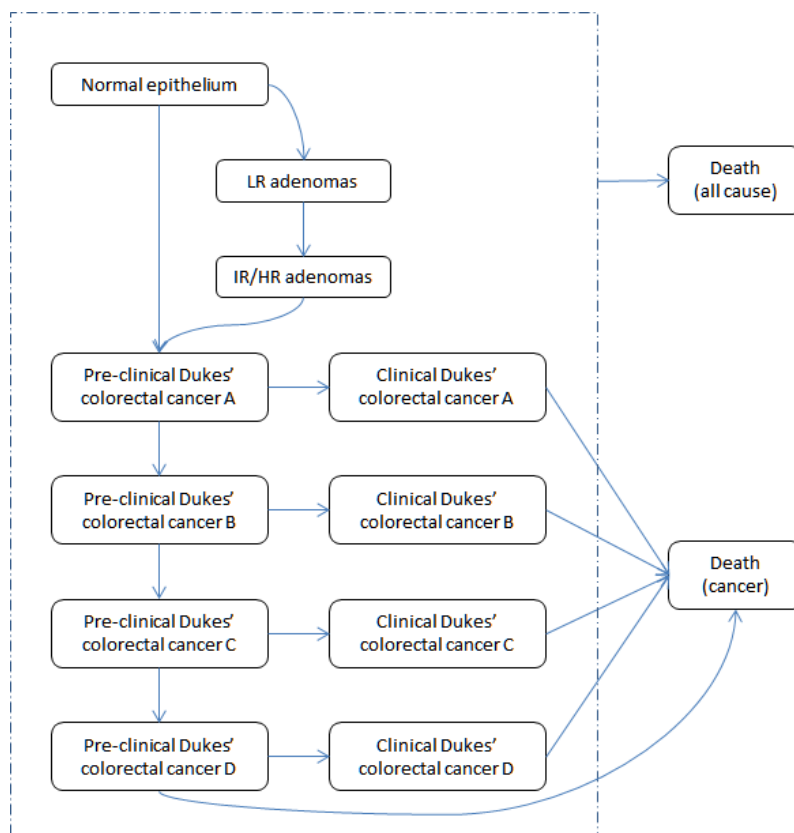 Normal epithelium
LR adenomas
Death
(all cause)
IR/HR adenomas
Pre-clinical Dukes’
colorectal cancer A
Clinical Dukes’
colorectal cancer A
Pre-clinical Dukes’
colorectal cancer B
Clinical Dukes’
colorectal cancer B
Death
(cancer)
Pre-clinical Dukes’
colorectal cancer C
Clinical Dukes’
colorectal cancer C
Pre-clinical Dukes’
colorectal cancer D
Clinical Dukes’
colorectal cancer D